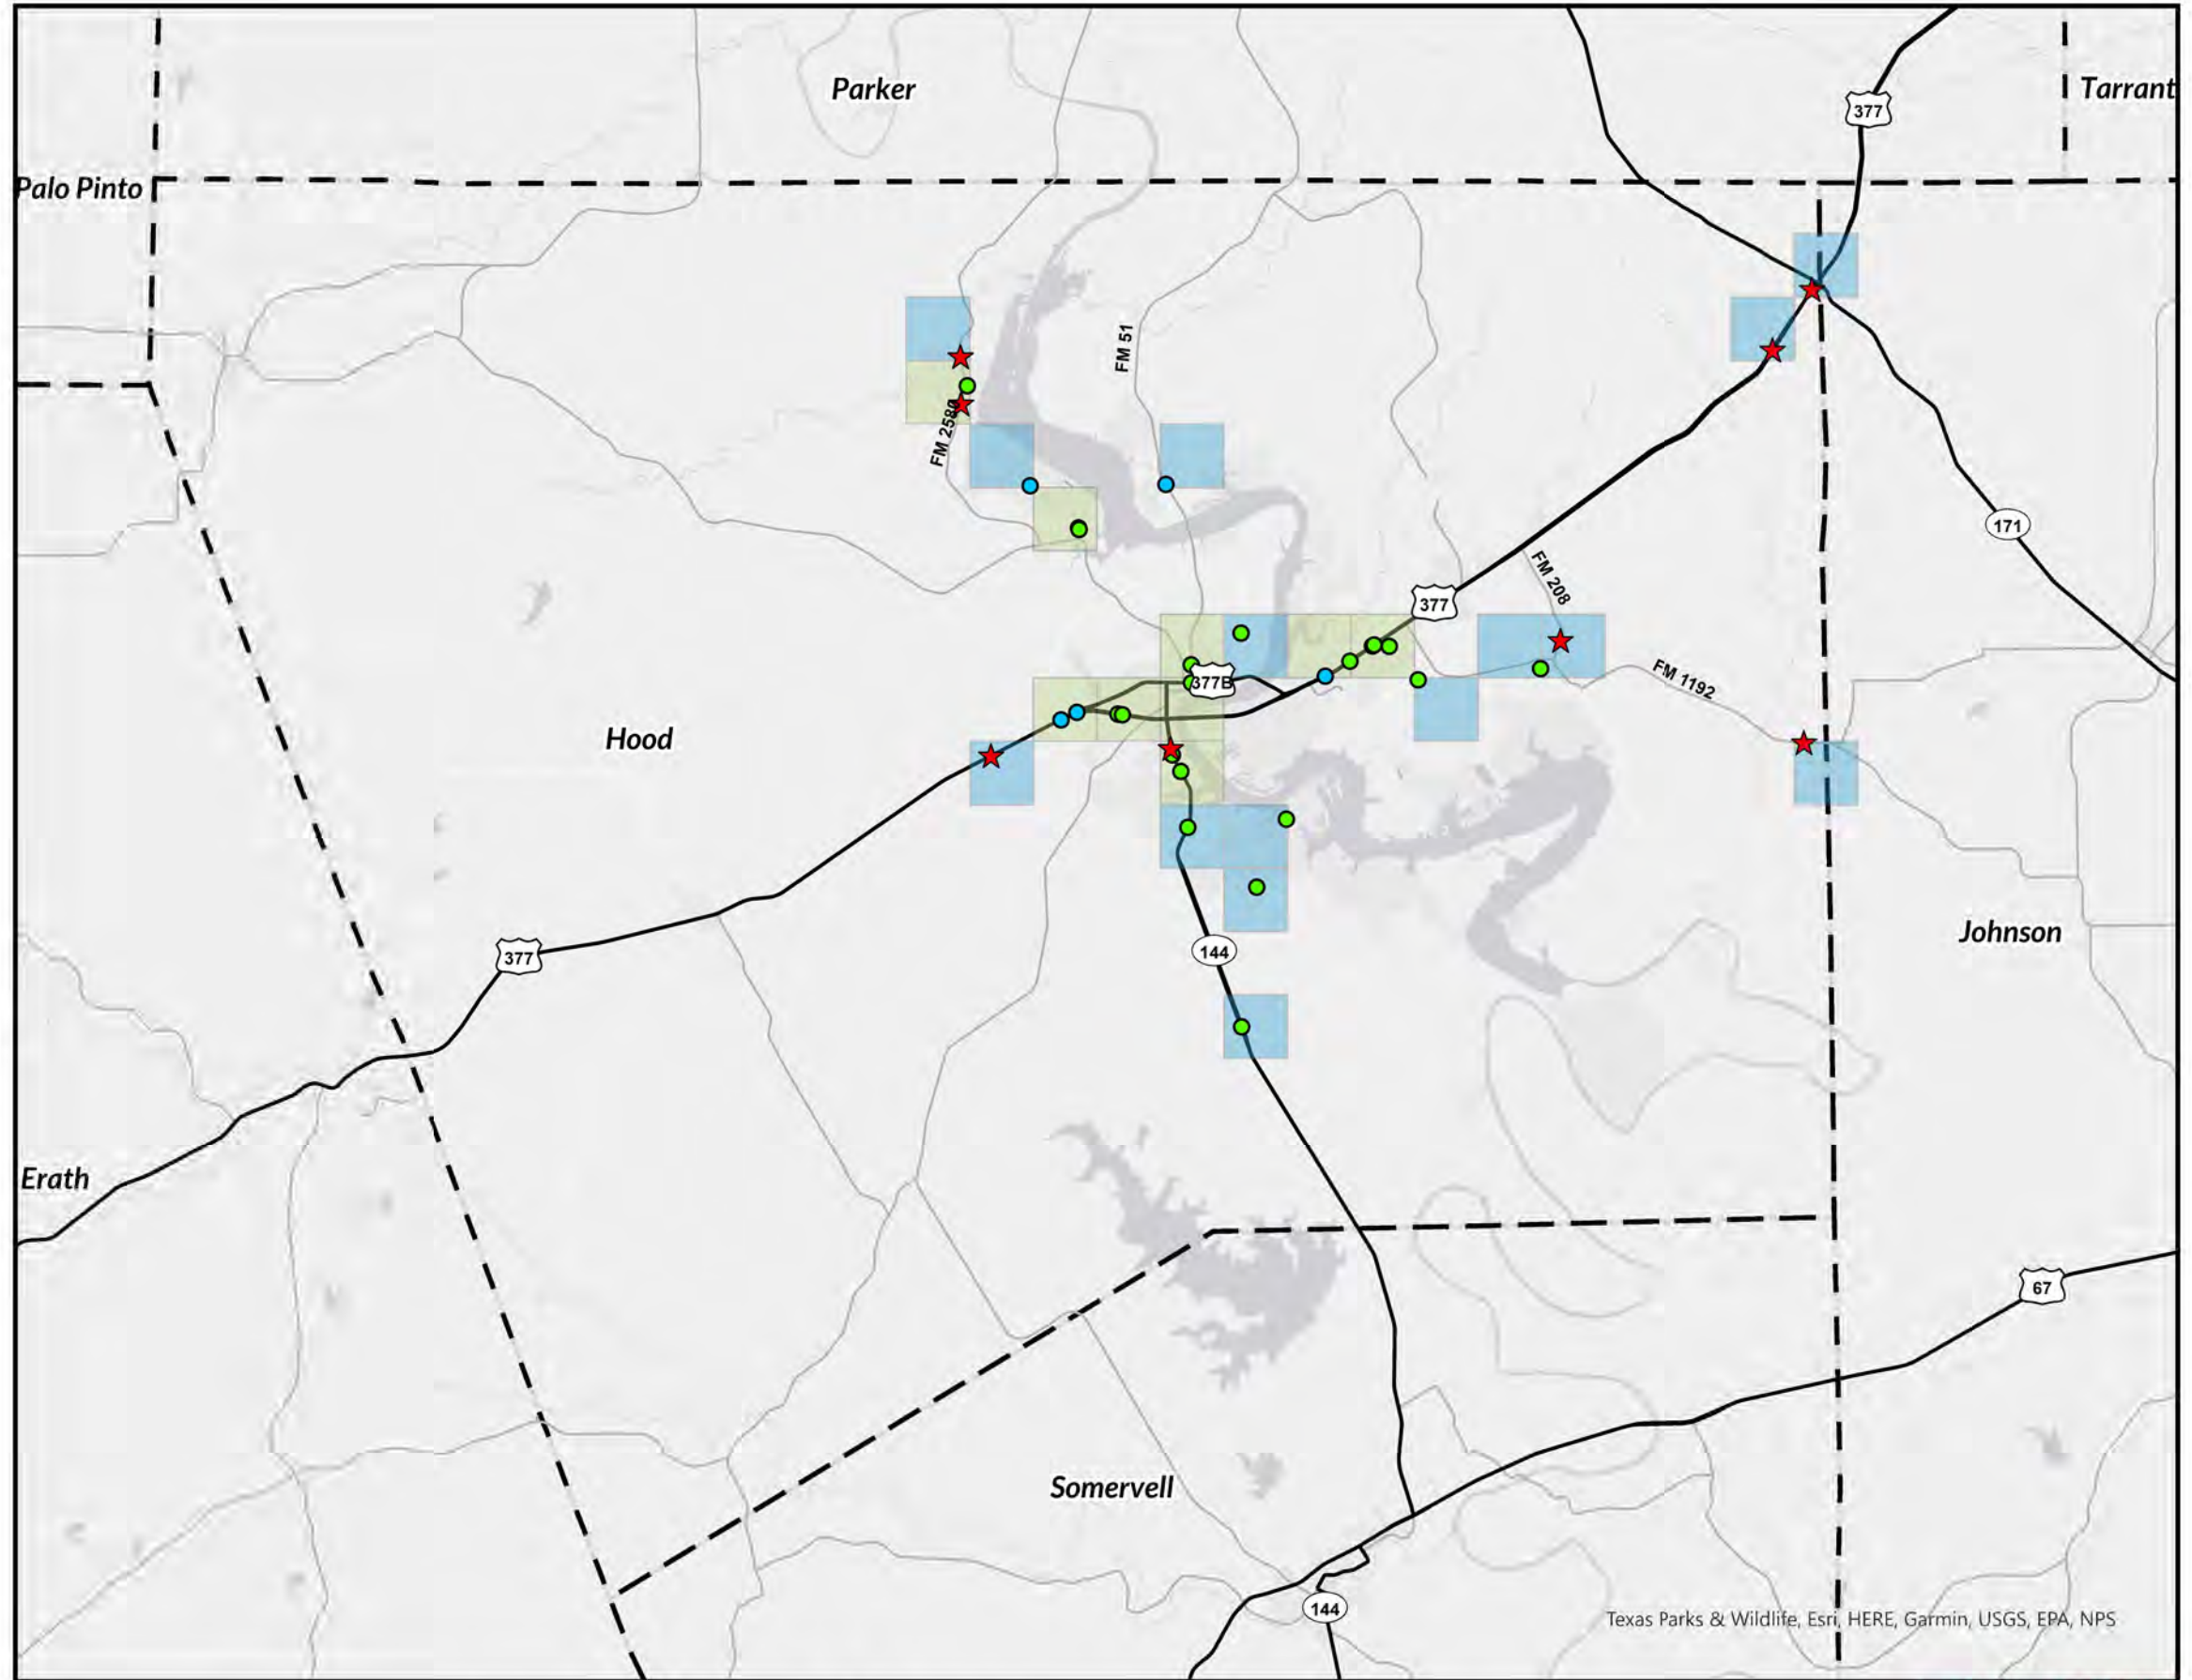 Parker
Tarrant
377
Palo Pinto
FM 51
FM 2580
171
FM 208
377
FM 1192
377B
Hood
Johnson
144
377
Erath
67
Somervell
144
Texas Parks & Wildlife, Esri, HERE, Garmin, USGS, EPA, NPS